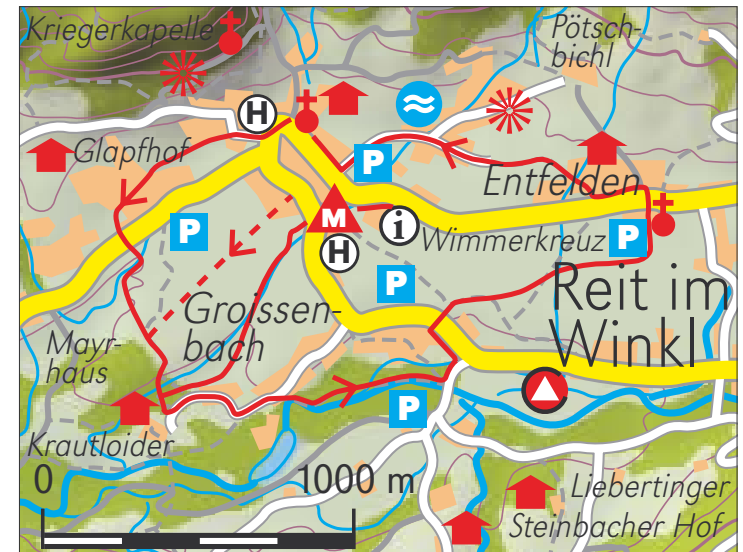 Kriegerkapelle
Pötsch-
bichl
H
Glapfhof
P
Entfelden
P
M
i
Wimmerkreuz
P
H
P
Reit im
Winkl
Groissen-
bach
Mayr-
haus
P
Krautloider
0
1000 m
Liebertinger
Steinbacher Hof